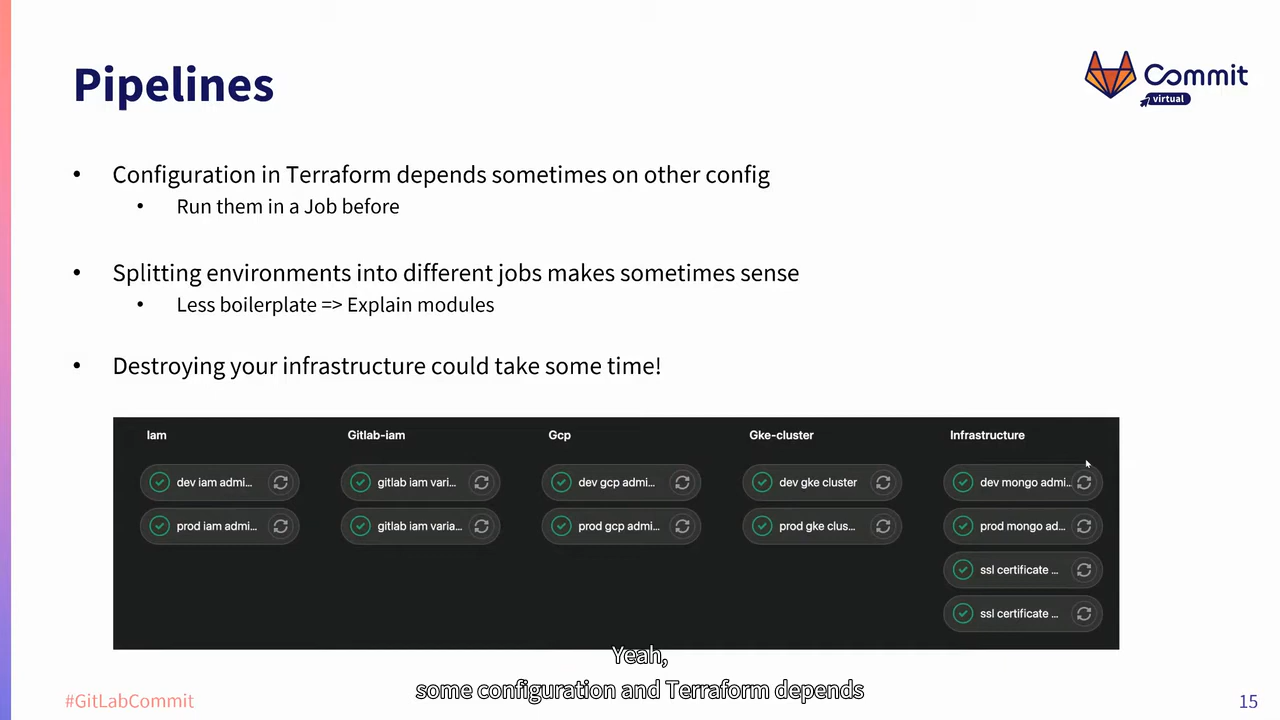 Pipelines
Commit
virtual
• Configuration in Terraform depends sometimes on other config
• Run them in a Job before
• Splitting environments into different jobs makes sometimes sense
• Less boilerplate => Explain modules
• Destroying your infrastructure could take some time!
Iam Gitlab-iam Gcp Gke-cluster Infrastructure
dev iam admi... gitlab iam vari... dev gcp admi... dev gke cluster dev mongo admi...
prod iam admi... gitlab iam varia... prod gcp admi... prod gke clus... prod mongo ad...
ssl certificate ...
ssl certificate ...
Yeah,
some configuration and Terraform depends
#GitLabCommit
15